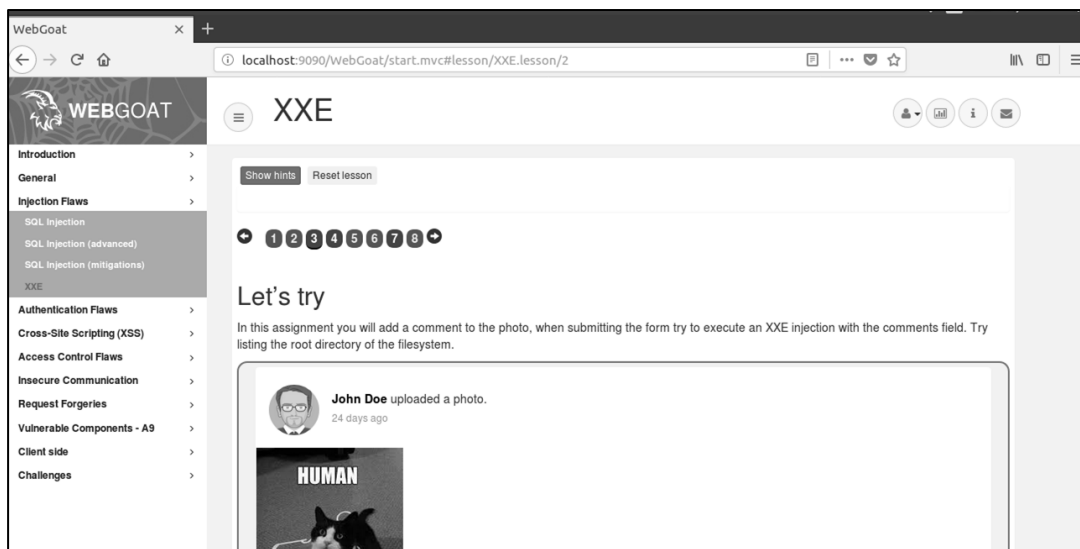 WebGoat × +
localhost:9090/WebGoat/start.mvc#lesson/XXE.lesson/2
WEBGOAT
XXE
Introduction
General
Injection Flaws
SQL Injection
SQL Injection (advanced)
SQL Injection (mitigations)
XXE
Authentication Flaws
Cross-Site Scripting (XSS)
Access Control Flaws
Insecure Communication
Request Forgeries
Vulnerable Components - A9
Client side
Challenges
Show hints Reset lesson
1 2 3 4 5 6 7 8
Let's try
In this assignment you will add a comment to the photo, when submitting the form try to execute an XXE injection with the comments field. Try
listing the root directory of the filesystem.
John Doe uploaded a photo.
24 days ago
HUMAN